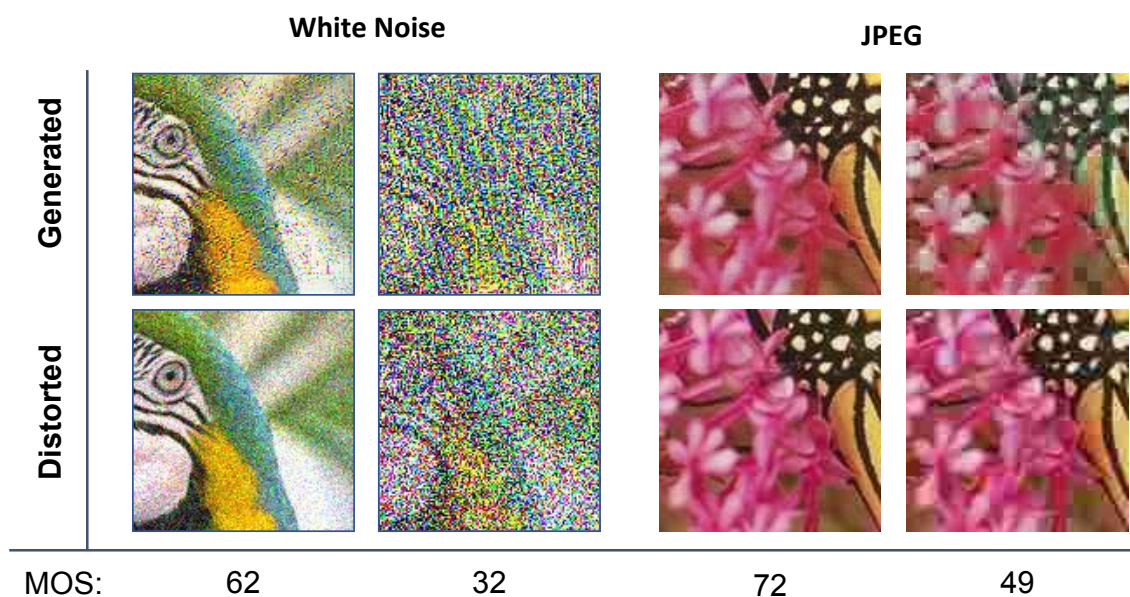 White Noise
JPEG
Generated
Distorted
MOS: 62 32 72 49